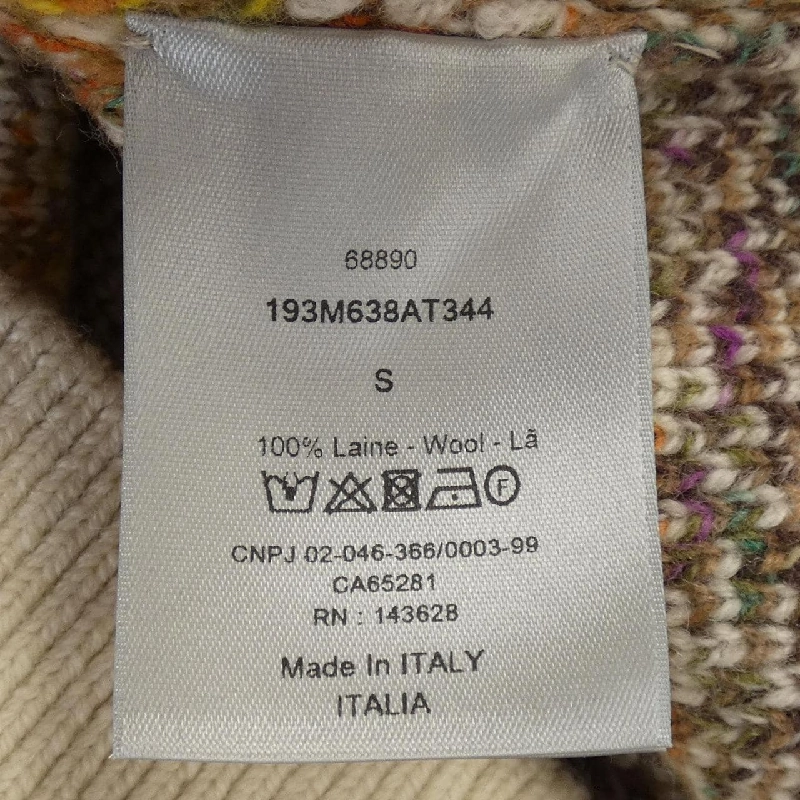 68890
193M638AT344
S
100% Laine - Wool - Lã
F
CNPJ 02-046-366/0003-99
CA65281
RN : 143628
Made In ITALY
ITALIA